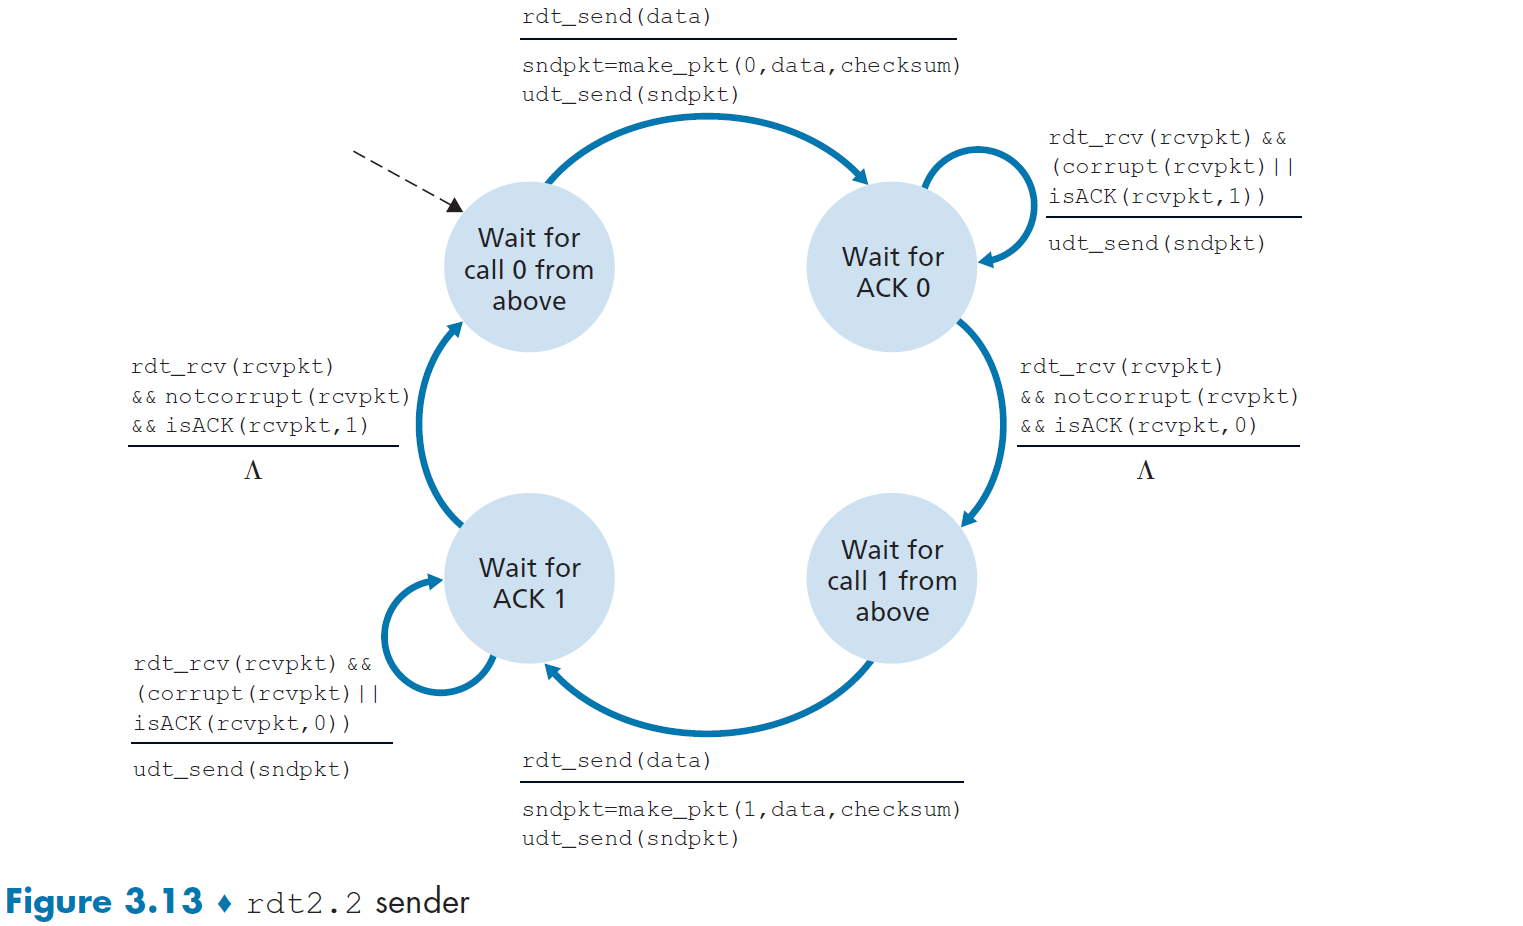 rdt_send(data)
sndpkt=make_pkt(0,data,checksum)
udt_send(sndpkt)
rdt_rcv(rcvpkt) &&
(corrupt(rcvpkt)||
isACK(rcvpkt,1))
udt_send(sndpkt)
Wait for
call 0 from
above
Wait for
ACK 0
rdt_rcv(rcvpkt)
&& notcorrupt(rcvpkt)
&& isACK(rcvpkt,1)
Λ
rdt_rcv(rcvpkt)
&& notcorrupt(rcvpkt)
&& isACK(rcvpkt,0)
Λ
Wait for
ACK 1
Wait for
call 1 from
above
rdt_rcv(rcvpkt) &&
(corrupt(rcvpkt)||
isACK(rcvpkt,0))
udt_send(sndpkt)
rdt_send(data)
sndpkt=make_pkt(1,data,checksum)
udt_send(sndpkt)
Figure 3.13 ♦ rdt2.2 sender